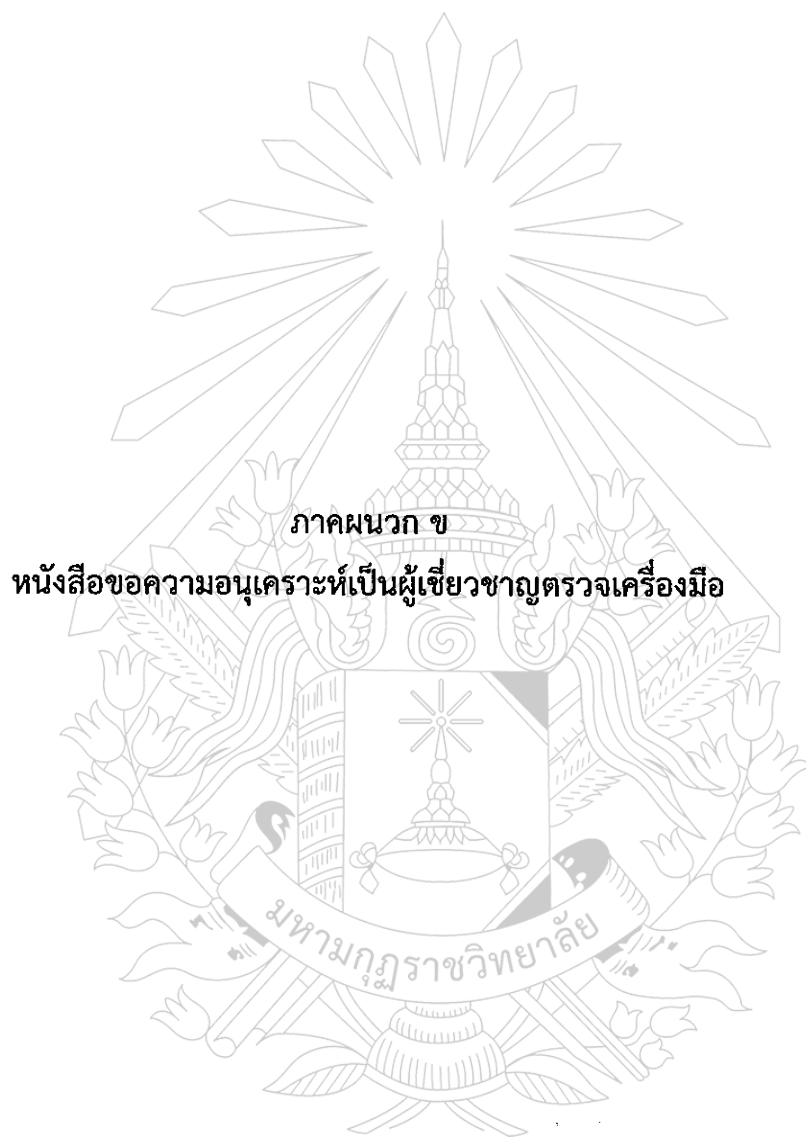 ภาคผนวก ข
หนังสือขอความอนุเคราะห์เป็นผู้เชี่ยวชาญตรวจเครื่องมือ
มหามกุฏราชวิทยาลัย